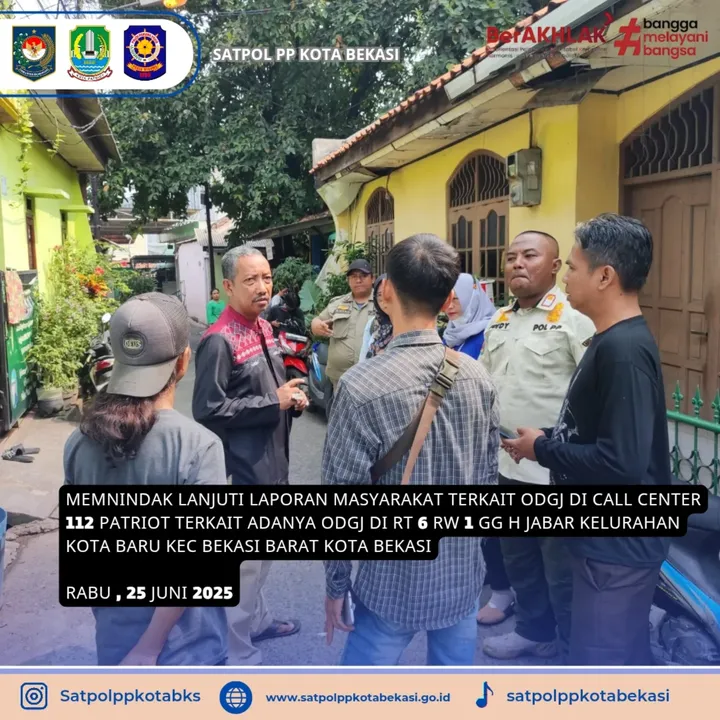 SATPOL PP KOTA BEKASI
BerAKHLAK
#bangga
melayani
bangsa
POL PP
MEMNINDAK LANJUTI LAPORAN MASYARAKAT TERKAIT ODGJ DI CALL CENTER
112 PATRIOT TERKAIT ADANYA ODGJ DI RT 6 RW 1 GG H JABAR KELURAHAN
KOTA BARU KEC BEKASI BARAT KOTA BEKASI
RABU , 25 JUNI 2025
Satpolppkotabks
www.satpolppkotabekasi.go.id
satpolppkotabekasi